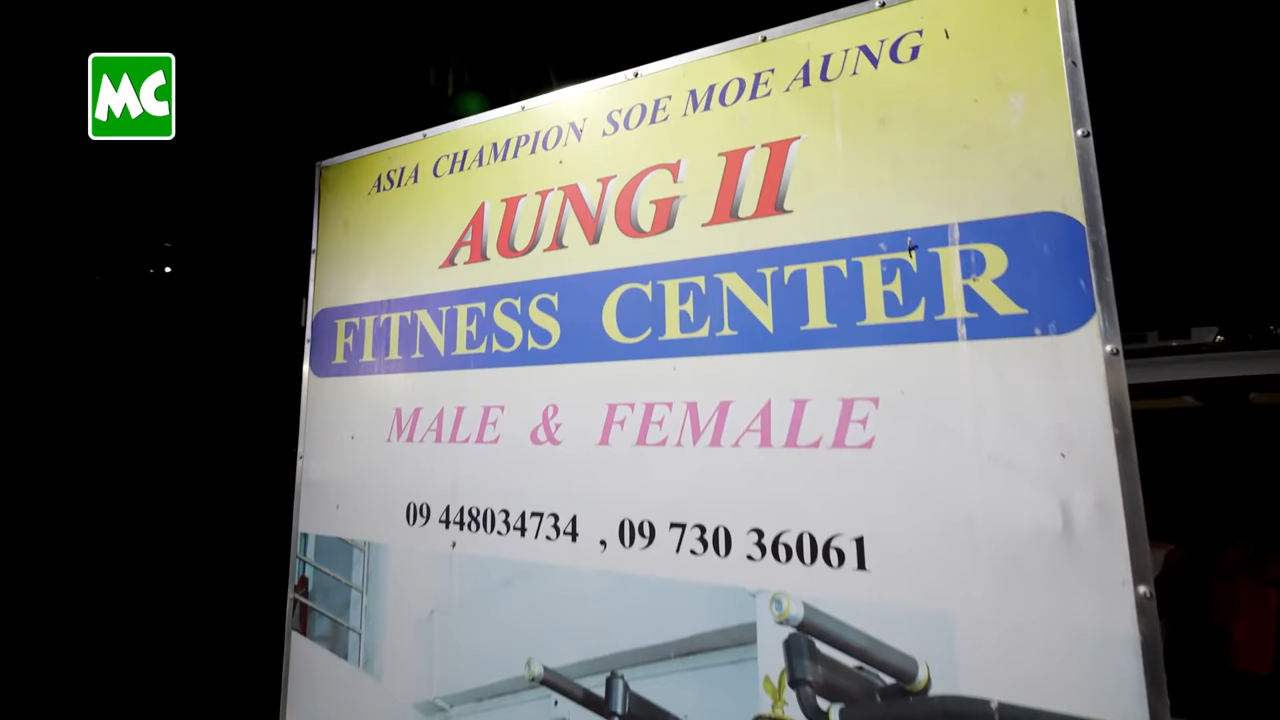 MC
ASIA CHAMPION SOE MOE AUNG
AUNG II
FITNESS CENTER
MALE & FEMALE
09 448034734 , 09 730 36061